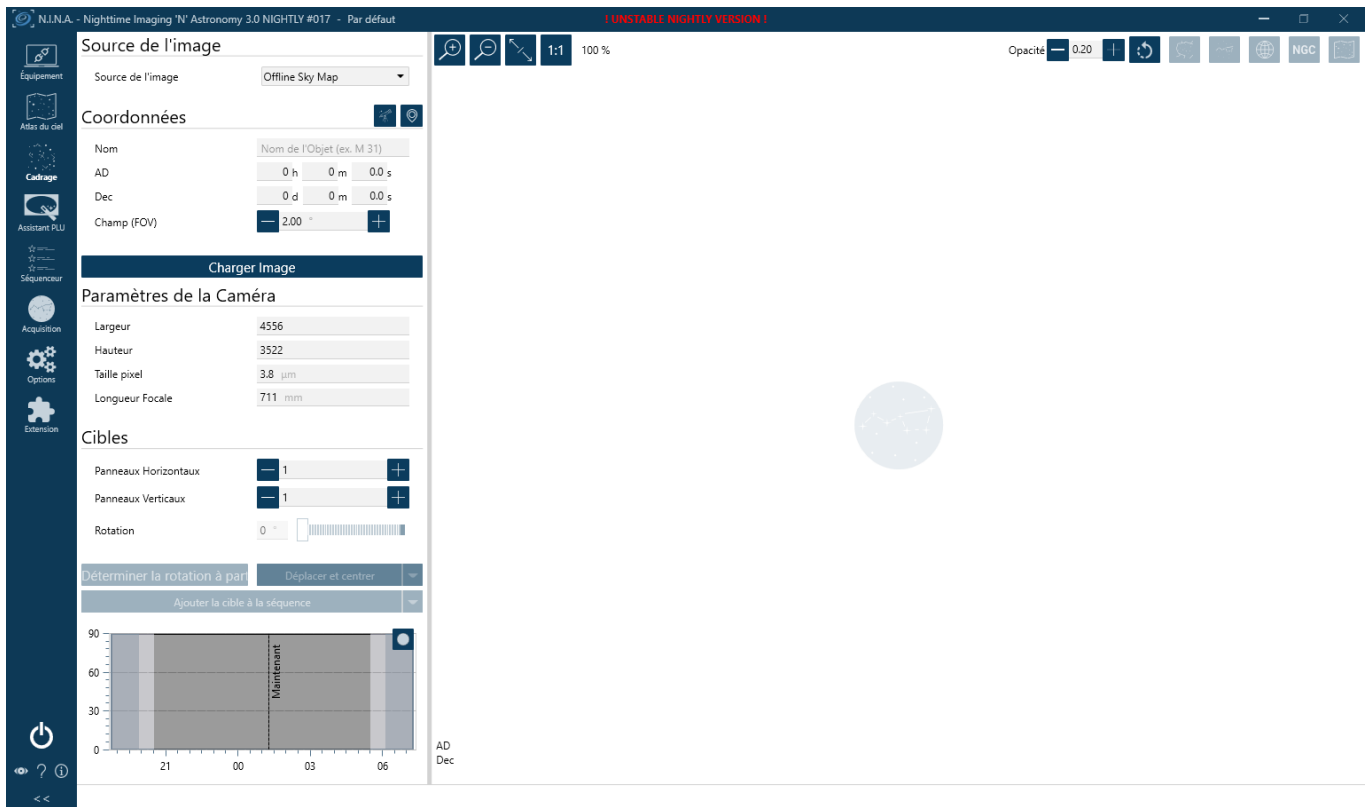 N.I.N.A. - Nighttime Imaging 'N' Astronomy 3.0 NIGHTLY #017 - Par défaut
! UNSTABLE NIGHTLY VERSION !
Équipement
Atlas du ciel
Cadrage
Assistant PLU
Séquenceur
Acquisition
Options
Extension
<<
Source de l'image
Source de l'image Offline Sky Map
Coordonnées
Nom Nom de l'Objet (ex. M 31)
AD 0 h 0 m 0.0 s
Dec 0 d 0 m 0.0 s
Champ (FOV) 2.00 °
Charger Image
Paramètres de la Caméra
Largeur 4556
Hauteur 3522
Taille pixel 3.8 µm
Longueur Focale 711 mm
Cibles
Panneaux Horizontaux 1
Panneaux Verticaux 1
Rotation 0 °
Déterminer la rotation à part
Déplacer et centrer
Ajouter la cible à la séquence
90
60
30
0
Maintenant
21 00 03 06
1:1 100 %
Opacité 0.20
NGC
AD
Dec